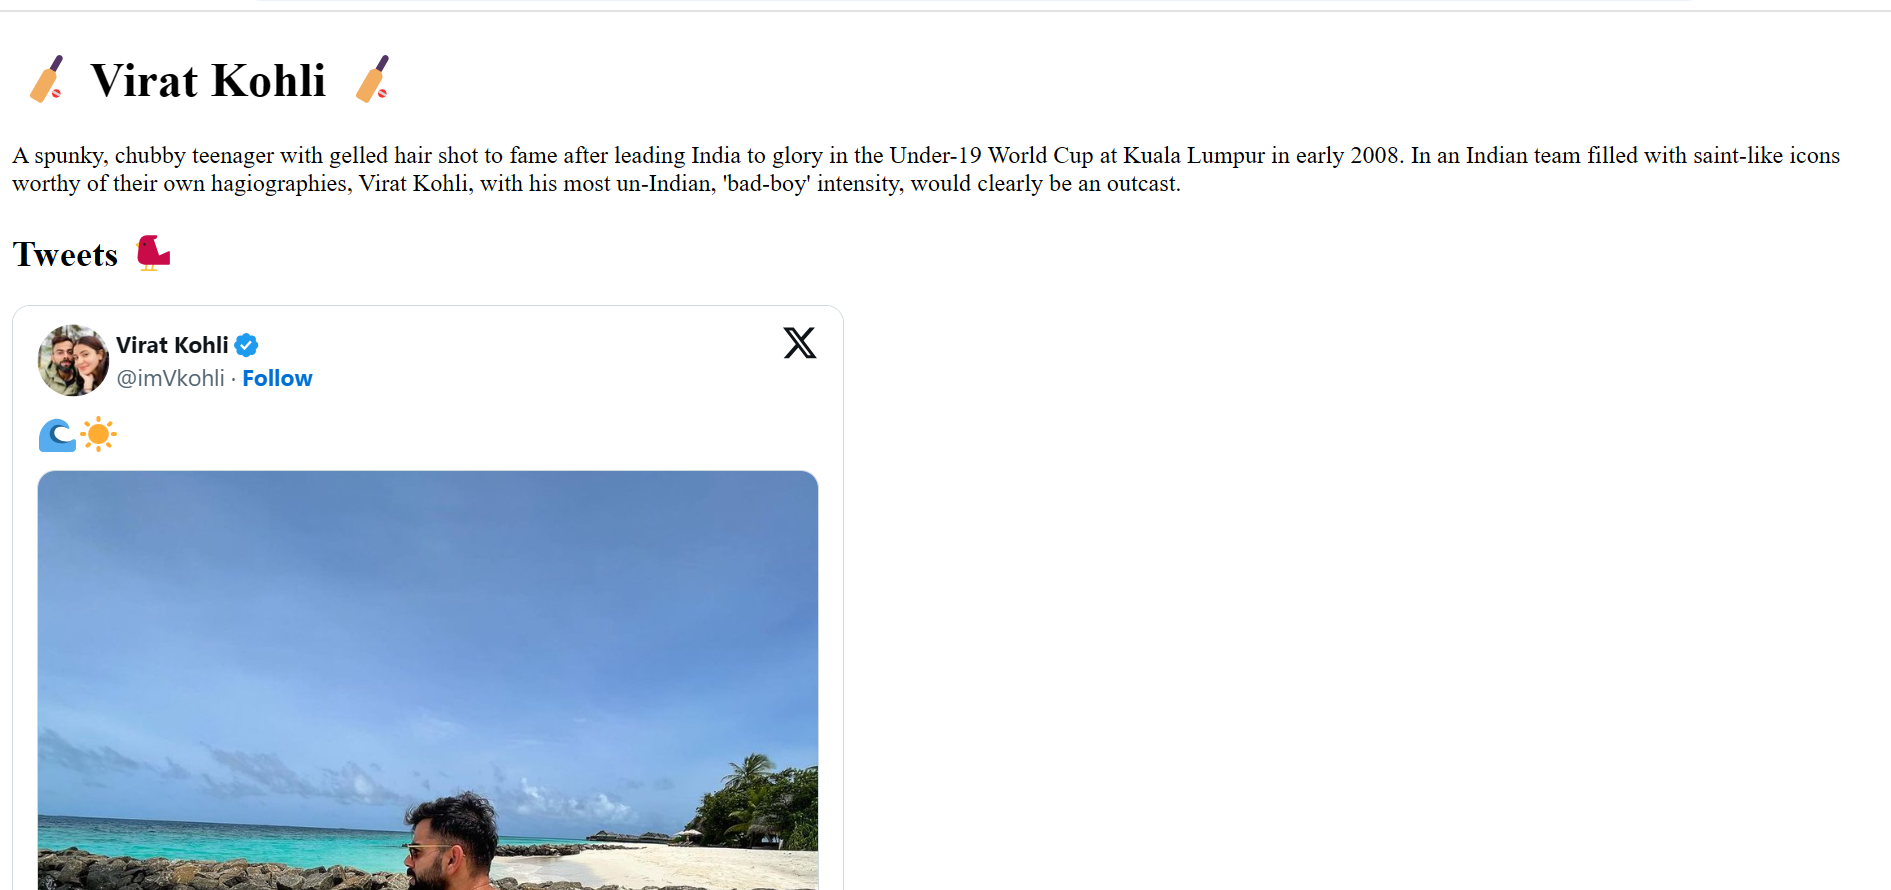 Virat Kohli
A spunky, chubby teenager with gelled hair shot to fame after leading India to glory in the Under-19 World Cup at Kuala Lumpur in early 2008. In an Indian team filled with saint-like icons
worthy of their own hagiographies, Virat Kohli, with his most un-Indian, 'bad-boy' intensity, would clearly be an outcast.
Tweets
Virat Kohli
@imVkohli · Follow